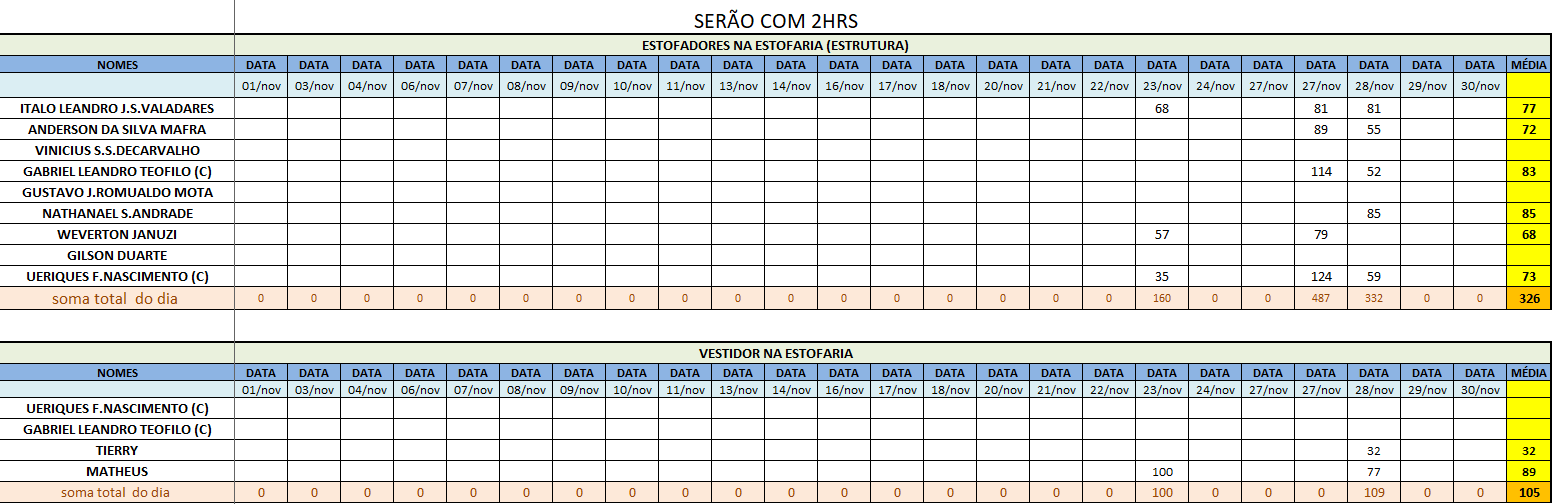 SERÃO COM 2HRS
ESTOFADORES NA ESTOFARIA (ESTRUTURA)
NOMES DATA DATA DATA DATA DATA DATA DATA DATA DATA DATA DATA DATA DATA DATA DATA DATA DATA DATA DATA DATA DATA DATA DATA DATA MÉDIA
01/nov 03/nov 04/nov 06/nov 07/nov 08/nov 09/nov 10/nov 11/nov 13/nov 14/nov 16/nov 17/nov 18/nov 20/nov 21/nov 22/nov 23/nov 24/nov 27/nov 27/nov 28/nov 29/nov 30/nov
ITALO LEANDRO J.S.VALADARES 68 81 81 77
ANDERSON DA SILVA MAFRA 89 55 72
VINICIUS S.S.DECARVALHO
GABRIEL LEANDRO TEOFILO (C) 114 52 83
GUSTAVO J.ROMUALDO MOTA
NATHANAEL S.ANDRADE 85 85
WEVERTON JANUZI 57 79 68
GILSON DUARTE
UERIQUES F.NASCIMENTO (C) 35 124 59 73
soma total do dia 0 0 0 0 0 0 0 0 0 0 0 0 0 0 0 0 0 160 0 0 487 332 0 0 326
VESTIDOR NA ESTOFARIA
NOMES DATA DATA DATA DATA DATA DATA DATA DATA DATA DATA DATA DATA DATA DATA DATA DATA DATA DATA DATA DATA DATA DATA DATA DATA MÉDIA
01/nov 03/nov 04/nov 06/nov 07/nov 08/nov 09/nov 10/nov 11/nov 13/nov 14/nov 16/nov 17/nov 18/nov 20/nov 21/nov 22/nov 23/nov 24/nov 27/nov 27/nov 28/nov 29/nov 30/nov
UERIQUES F.NASCIMENTO (C)
GABRIEL LEANDRO TEOFILO (C)
TIERRY 32 32
MATHEUS 100 77 89
soma total do dia 0 0 0 0 0 0 0 0 0 0 0 0 0 0 0 0 0 100 0 0 0 109 0 0 105